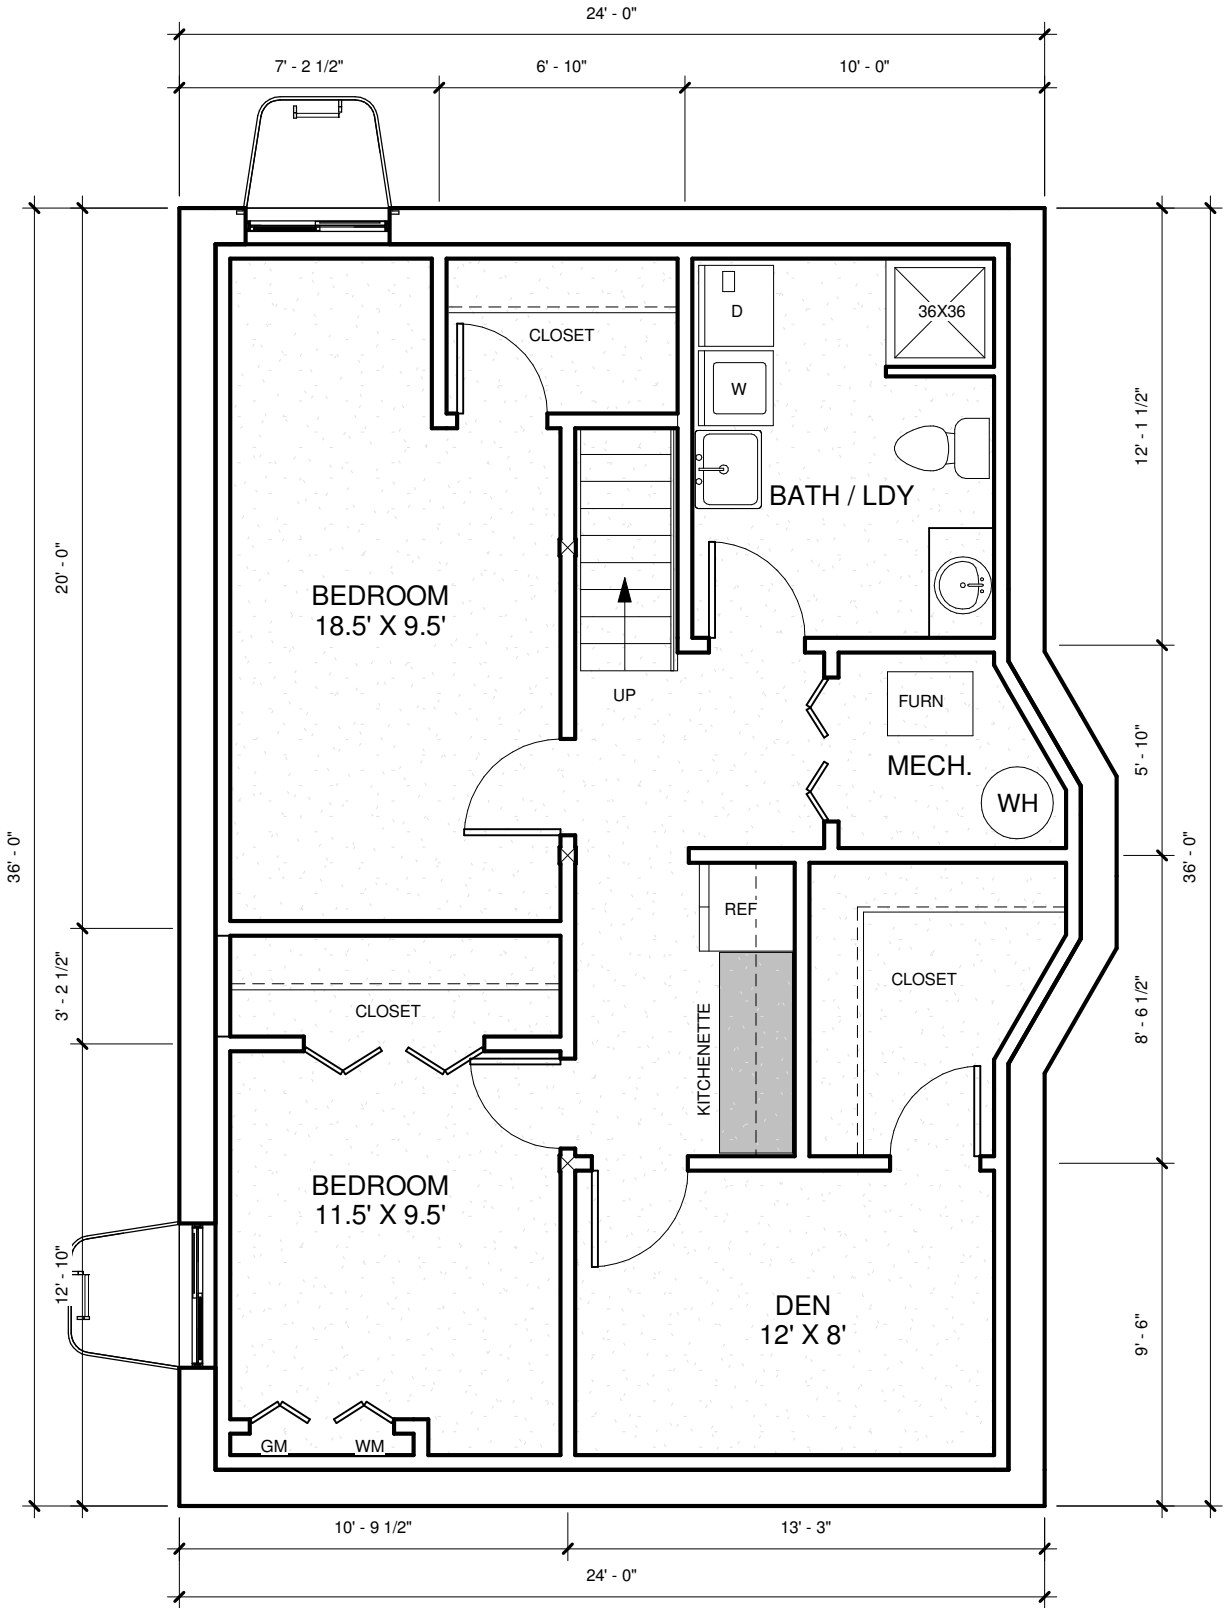 24' - 0"
7' - 2 1/2"
6' - 10"
10' - 0"
D
36X36
CLOSET
W
12' - 1 1/2"
BATH / LDY
20' - 0"
BEDROOM
18.5' X 9.5'
UP
FURN
5' - 10"
MECH.
WH
36' - 0"
36' - 0"
REF
CLOSET
3' - 2 1/2"
CLOSET
8' - 6 1/2"
KITCHENETTE
BEDROOM
11.5' X 9.5'
12' - 10"
DEN
12' X 8'
9' - 6"
GM
WM
10' - 9 1/2"
13' - 3"
24' - 0"